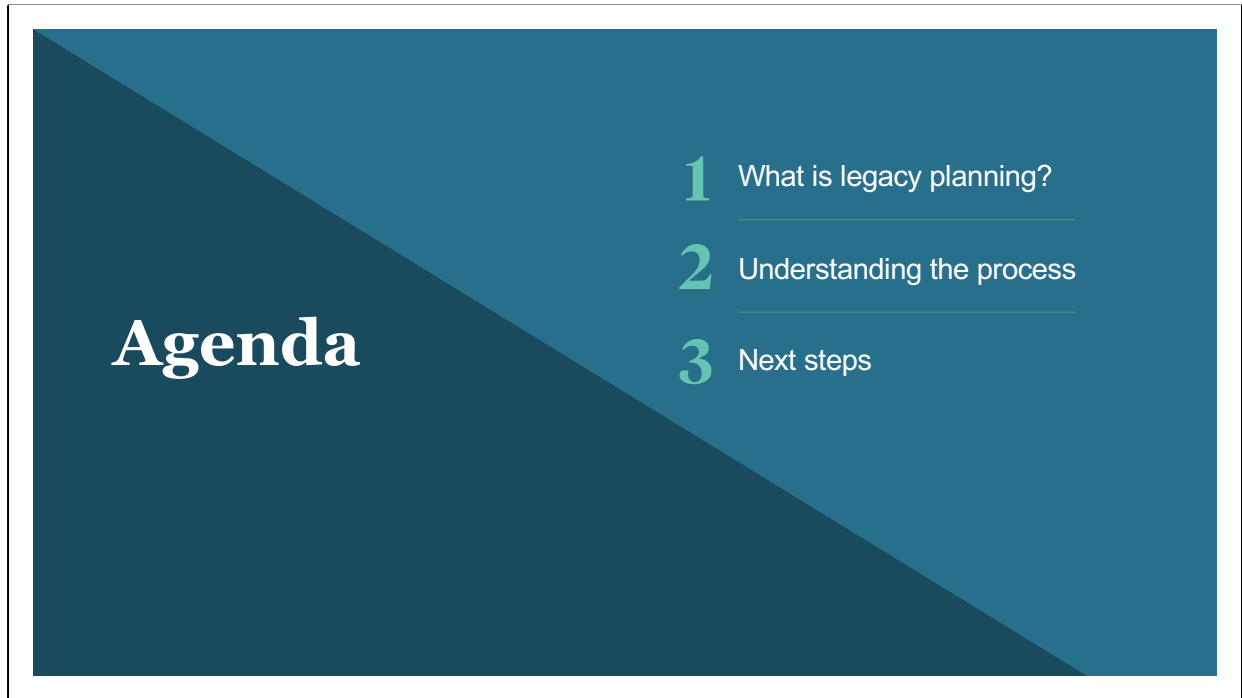 Agenda
1 What is legacy planning?
2 Understanding the process
3 Next steps